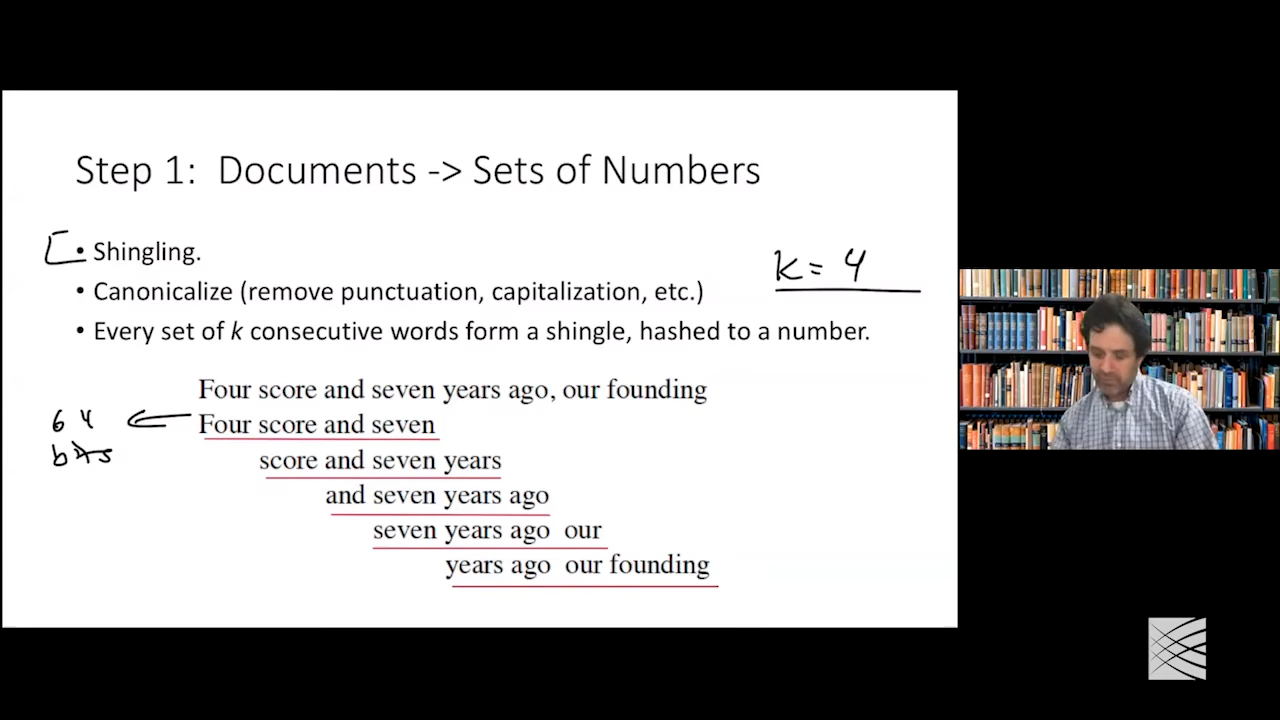 Step 1: Documents -> Sets of Numbers
• Shingling.
k = 4
• Canonicalize (remove punctuation, capitalization, etc.)
• Every set of k consecutive words form a shingle, hashed to a number.
Four score and seven years ago, our founding
64
bits
Four score and seven
score and seven years
and seven years ago
seven years ago our
years ago our founding